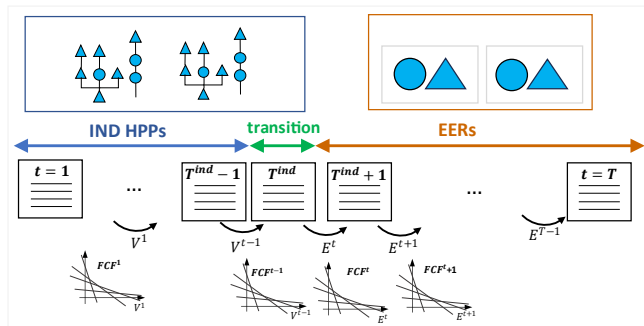 IND HPPs
transition
EERs
t = 1
...
T^ind − 1
T^ind
T^ind + 1
...
t = T
V^1
V^t−1
E^t
E^t+1
E^T−1
FCF^1
V^1
FCF^t−1
V^t−1
FCF^t
E^t
FCF^t+1
E^t+1